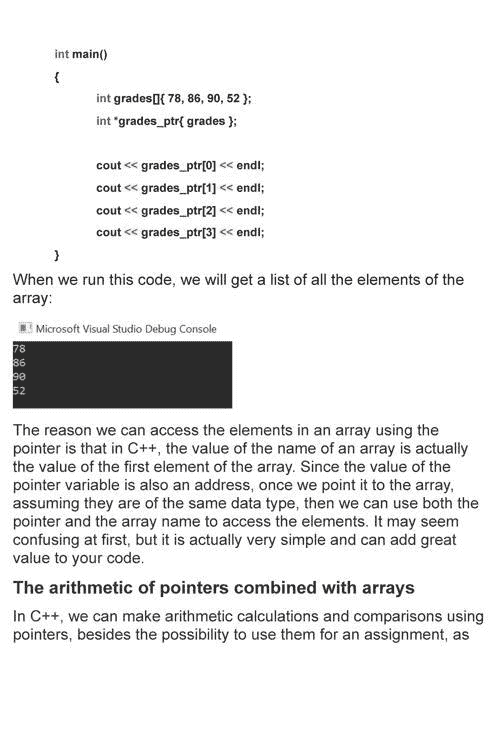 int main()
{
int grades[]{ 78, 86, 90, 52 };
int *grades_ptr{ grades };
cout << grades_ptr[0] << endl;
cout << grades_ptr[1] << endl;
cout << grades_ptr[2] << endl;
cout << grades_ptr[3] << endl;
}
When we run this code, we will get a list of all the elements of the
array:
Microsoft Visual Studio Debug Console
78
86
90
52
The reason we can access the elements in an array using the
pointer is that in C++, the value of the name of an array is actually
the value of the first element of the array. Since the value of the
pointer variable is also an address, once we point it to the array,
assuming they are of the same data type, then we can use both the
pointer and the array name to access the elements. It may seem
confusing at first, but it is actually very simple and can add great
value to your code.
The arithmetic of pointers combined with arrays
In C++, we can make arithmetic calculations and comparisons using
pointers, besides the possibility to use them for an assignment, as